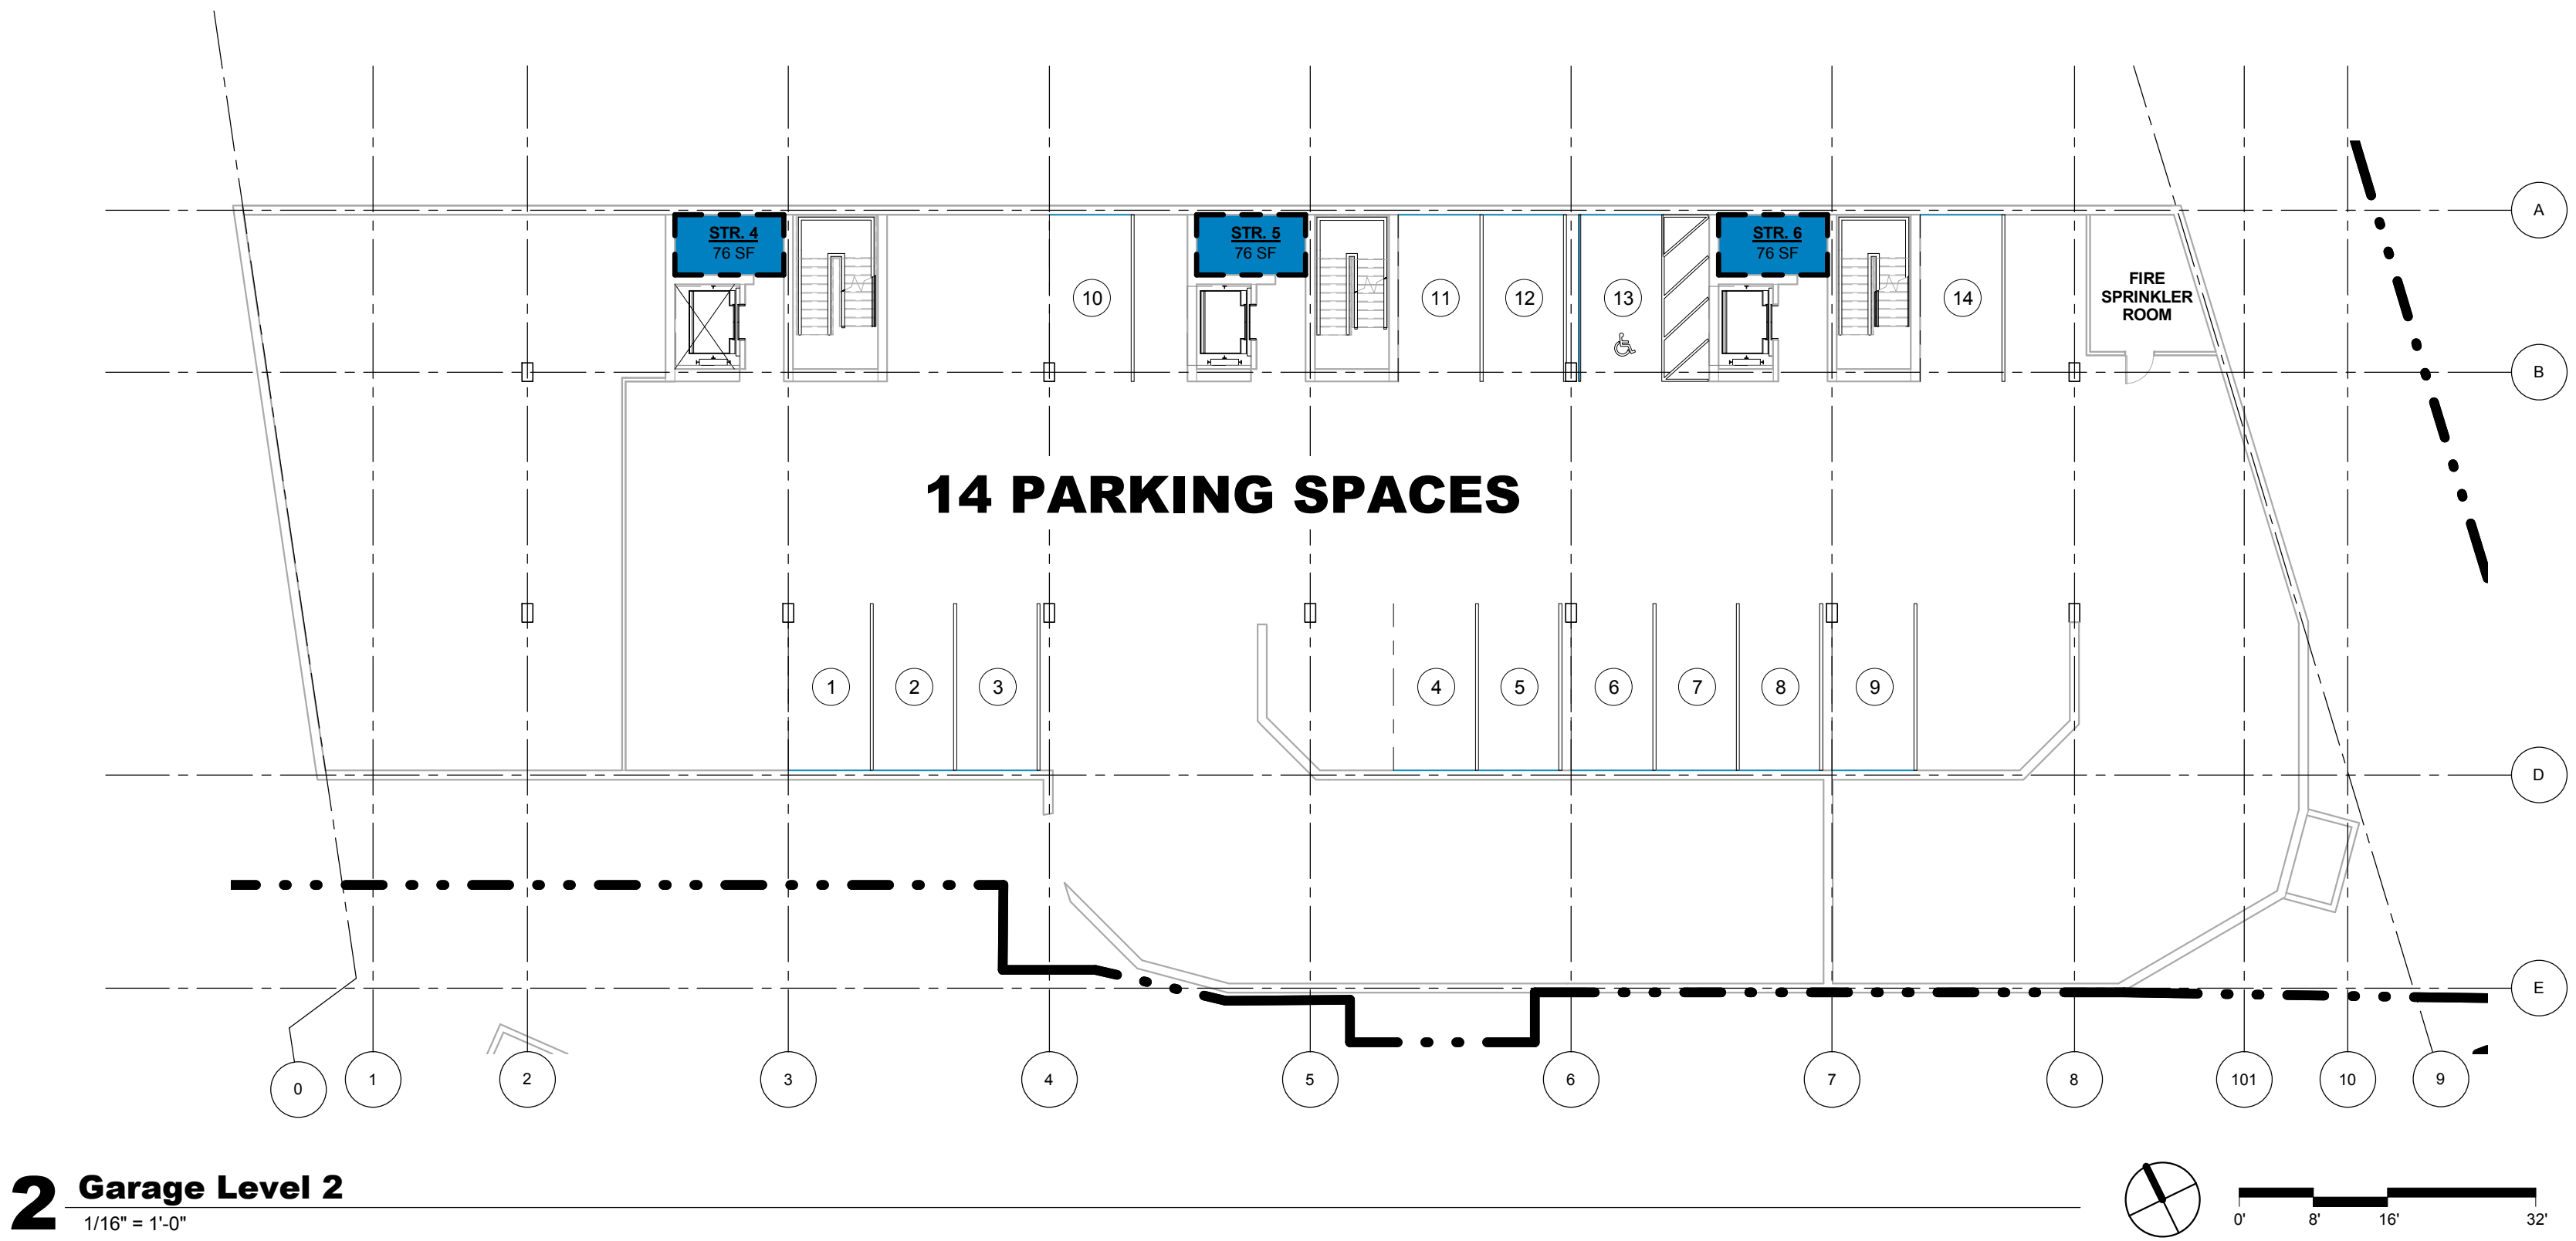 A
STR. 4
76 SF
STR. 5
76 SF
STR. 6
76 SF
10
11
12
13
14
FIRE
SPRINKLER
ROOM
B
14 PARKING SPACES
1
2
3
4
5
6
7
8
9
D
E
0
1
2
3
4
5
6
7
8
101
10
9
2
Garage Level 2
1/16" = 1'-0"
0'
8'
16'
32'